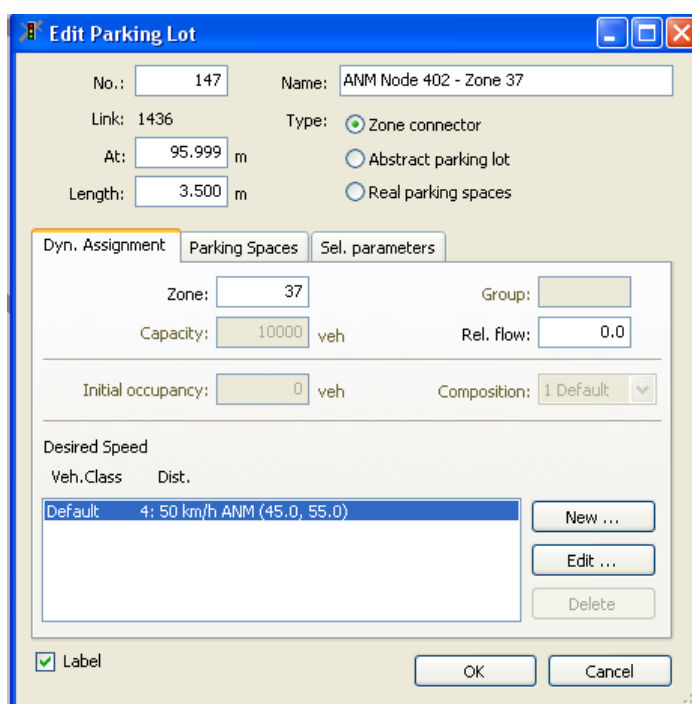 Edit Parking Lot
No.: 147 Name: ANM Node 402 - Zone 37
Link: 1436 Type: Zone connector
At: 95.999 m Abstract parking lot
Length: 3.500 m Real parking spaces
Dyn. Assignment Parking Spaces Sel. parameters
Zone: 37 Group:
Capacity: 10000 veh Rel. flow: 0.0
Initial occupancy: 0 veh Composition: 1 Default
Desired Speed
Veh.Class Dist.
Default 4: 50 km/h ANM (45.0, 55.0)
New ...
Edit ...
Delete
Label OK Cancel